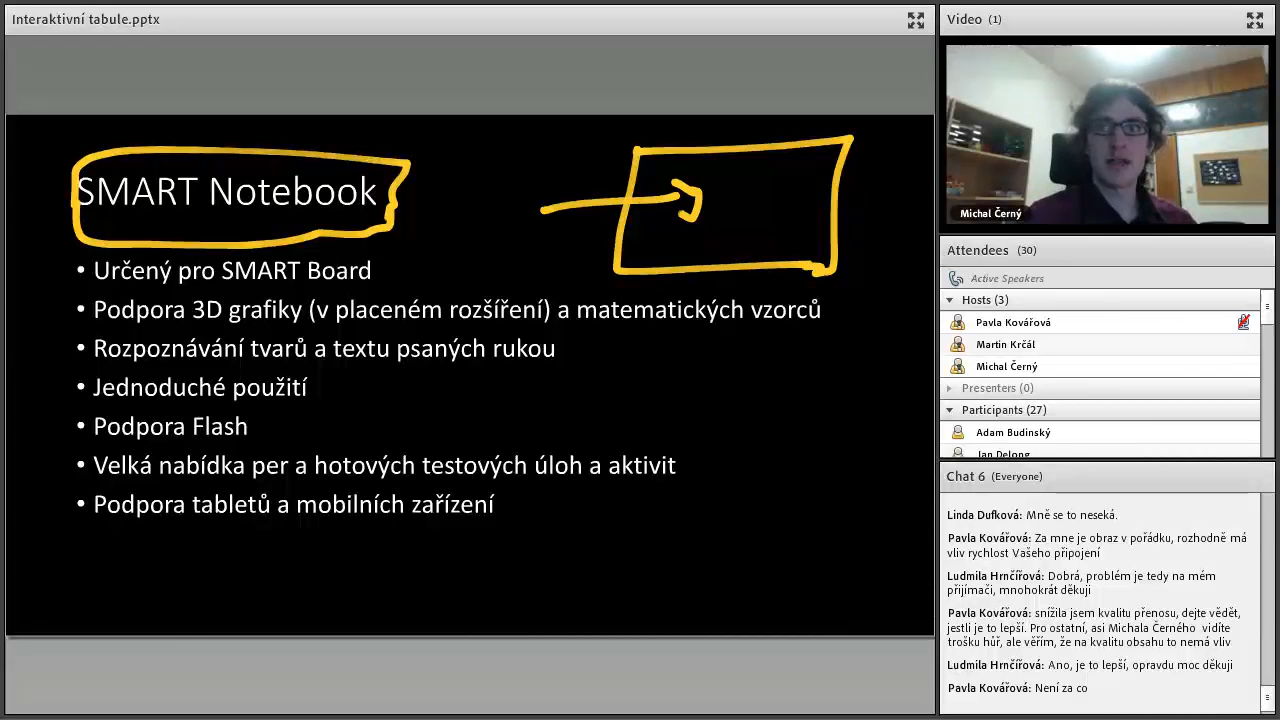 Interaktivní tabule.pptx
SMART Notebook
• Určený pro SMART Board
• Podpora 3D grafiky (v placeném rozšíření) a matematických vzorců
• Rozpoznávání tvarů a textu psaných rukou
• Jednoduché použití
• Podpora Flash
• Velká nabídka per a hotových testových úloh a aktivit
• Podpora tabletů a mobilních zařízení
Video (1)
Michal Černý
Attendees (30)
Active Speakers
Hosts (3)
Pavla Kovářová
Martin Krčál
Michal Černý
Presenters (0)
Participants (27)
Adam Budínský
Jan Delong
Chat 6 (Everyone)
Linda Dufková: Mně se to neseká.
Pavla Kovářová: Za mne je obraz v pořádku, rozhodně má
vliv rychlost Vašeho připojení
Ludmila Hrnčířová: Dobrá, problém je tedy na mém
přijímači, mnohokrát děkuji
Pavla Kovářová: snížila jsem kvalitu přenosu, dejte vědět,
jestli je to lepší. Pro ostatní, asi Michala Černého vidíte
trošku hůř, ale věřím, že na kvalitu obsahu to nemá vliv
Ludmila Hrnčířová: Ano, je to lepší, opravdu moc děkuji
Pavla Kovářová: Není za co